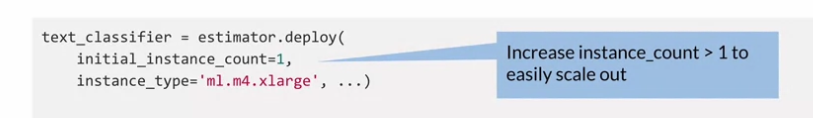 text_classifier = estimator.deploy(
initial_instance_count=1,
instance_type='ml.m4.xlarge', ...)
Increase instance_count > 1 to
easily scale out